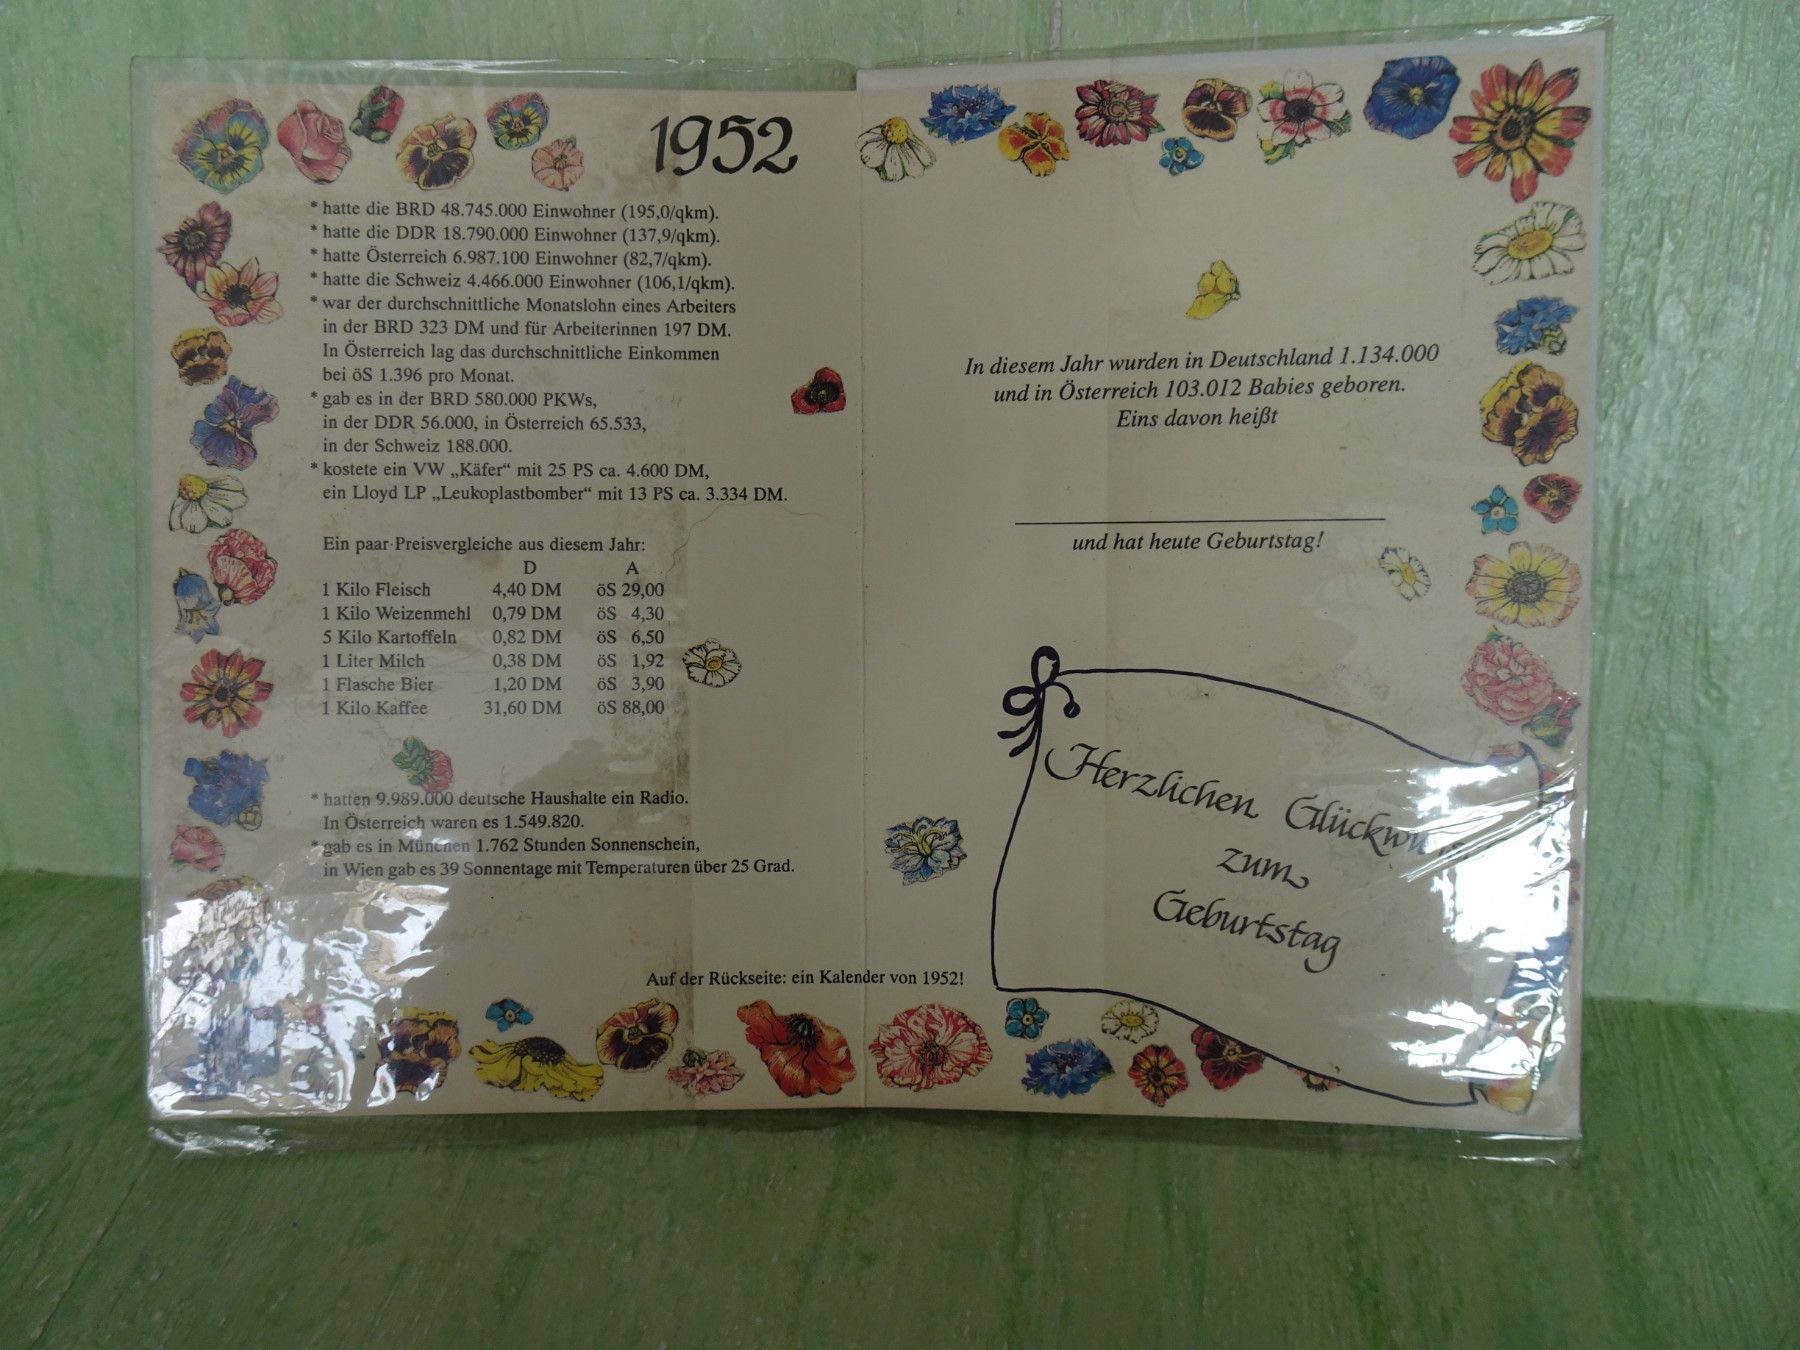 1952
* hatte die BRD 48.745.000 Einwohner (195,0/qkm).
* hatte die DDR 18.790.000 Einwohner (137,9/qkm).
* hatte Österreich 6.987.100 Einwohner (82,7/qkm).
* hatte die Schweiz 4.466.000 Einwohner (106,1/qkm).
* war der durchschnittliche Monatslohn eines Arbeiters
in der BRD 323 DM und für Arbeiterinnen 197 DM.
In Österreich lag das durchschnittliche Einkommen
bei öS 1.396 pro Monat.
* gab es in der BRD 580.000 PKWs,
in der DDR 56.000, in Österreich 65.533,
in der Schweiz 188.000.
* kostete ein VW „Käfer“ mit 25 PS ca. 4.600 DM,
ein Lloyd LP „Leukoplastbomber“ mit 13 PS ca. 3.334 DM.
Ein paar Preisvergleiche aus diesem Jahr:
D A
1 Kilo Fleisch 4,40 DM öS 29,00
1 Kilo Weizenmehl 0,79 DM öS 4,30
5 Kilo Kartoffeln 0,82 DM öS 6,50
1 Liter Milch 0,38 DM öS 1,92
1 Flasche Bier 1,20 DM öS 3,90
1 Kilo Kaffee 31,60 DM öS 88,00
* hatten 9.989.000 deutsche Haushalte ein Radio.
In Österreich waren es 1.549.820.
* gab es in München 1.762 Stunden Sonnenschein,
in Wien gab es 39 Sonnentage mit Temperaturen über 25 Grad.
Auf der Rückseite: ein Kalender von 1952!
In diesem Jahr wurden in Deutschland 1.134.000
und in Österreich 103.012 Babies geboren.
Eins davon heißt
und hat heute Geburtstag!
Herzlichen Glückwunsch
zum
Geburtstag